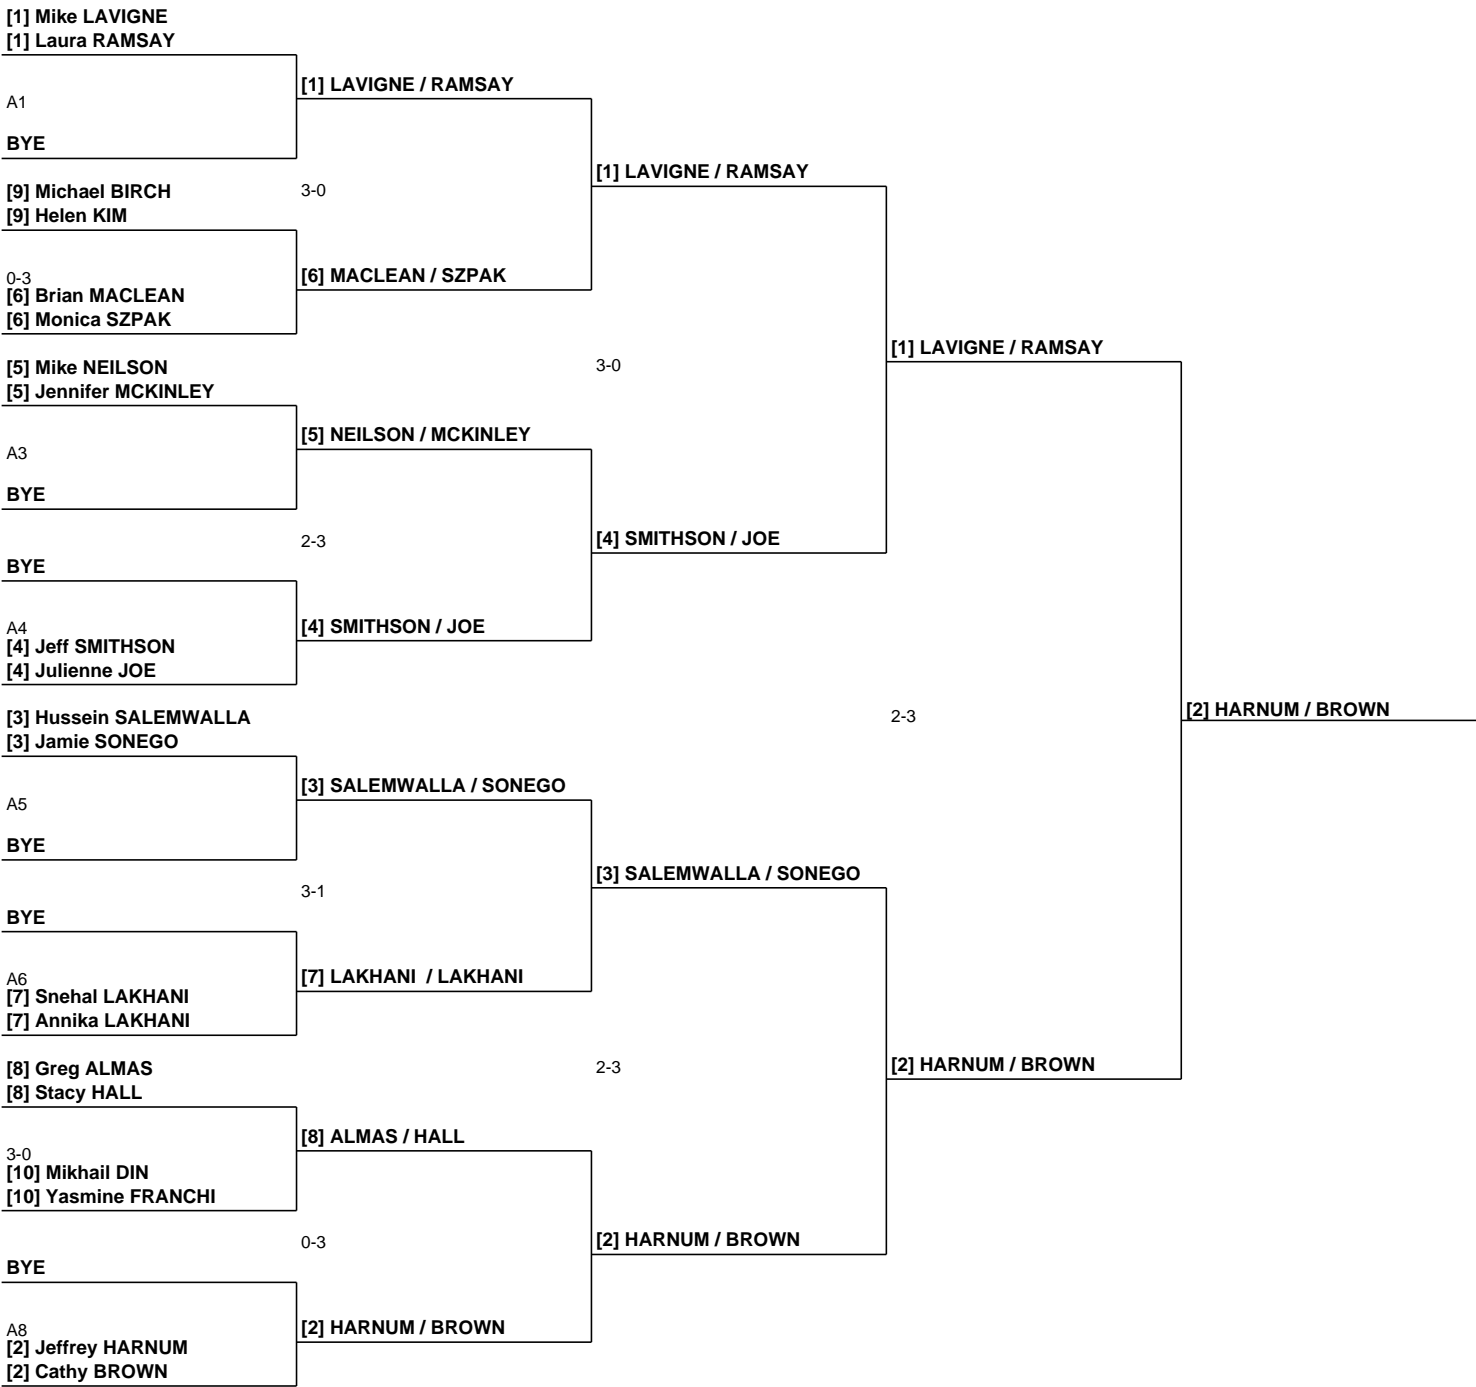 [1] Mike LAVIGNE
[1] Laura RAMSAY
[1] LAVIGNE / RAMSAY
A1
BYE
[1] LAVIGNE / RAMSAY
[9] Michael BIRCH
3-0
[9] Helen KIM
[6] MACLEAN / SZPAK
0-3
[6] Brian MACLEAN
[6] Monica SZPAK
[1] LAVIGNE / RAMSAY
[5] Mike NEILSON
3-0
[5] Jennifer MCKINLEY
[5] NEILSON / MCKINLEY
A3
BYE
2-3
[4] SMITHSON / JOE
BYE
[4] SMITHSON / JOE
A4
[4] Jeff SMITHSON
[4] Julienne JOE
[2] HARNUM / BROWN
[3] Hussein SALEMWALLA
2-3
[3] Jamie SONEGO
[3] SALEMWALLA / SONEGO
A5
BYE
[3] SALEMWALLA / SONEGO
3-1
BYE
[7] LAKHANI / LAKHANI
A6
[7] Snehal LAKHANI
[7] Annika LAKHANI
[2] HARNUM / BROWN
[8] Greg ALMAS
2-3
[8] Stacy HALL
[8] ALMAS / HALL
3-0
[10] Mikhail DIN
[10] Yasmine FRANCHI
[2] HARNUM / BROWN
0-3
BYE
[2] HARNUM / BROWN
A8
[2] Jeffrey HARNUM
[2] Cathy BROWN